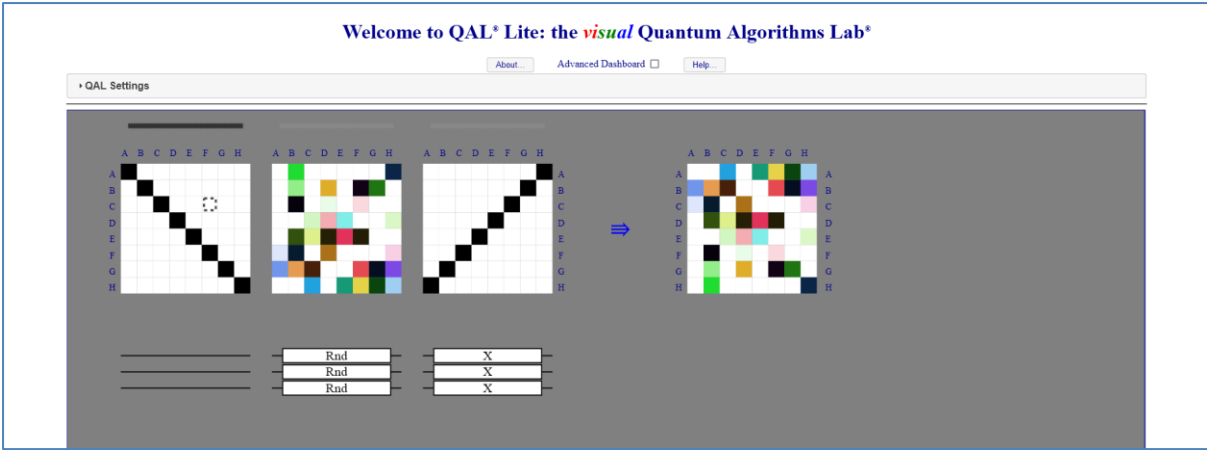 Welcome to QAL® Lite: the visual Quantum Algorithms Lab®
About... Advanced Dashboard Help...
QAL Settings
A B C D E F G H A B C D E F G H A B C D E F G H A B C D E F G H
A A A A
B B B B
C C C C
D D D D
E E E E
F F F F
G G G G
H H H H
Rnd X
Rnd X
Rnd X